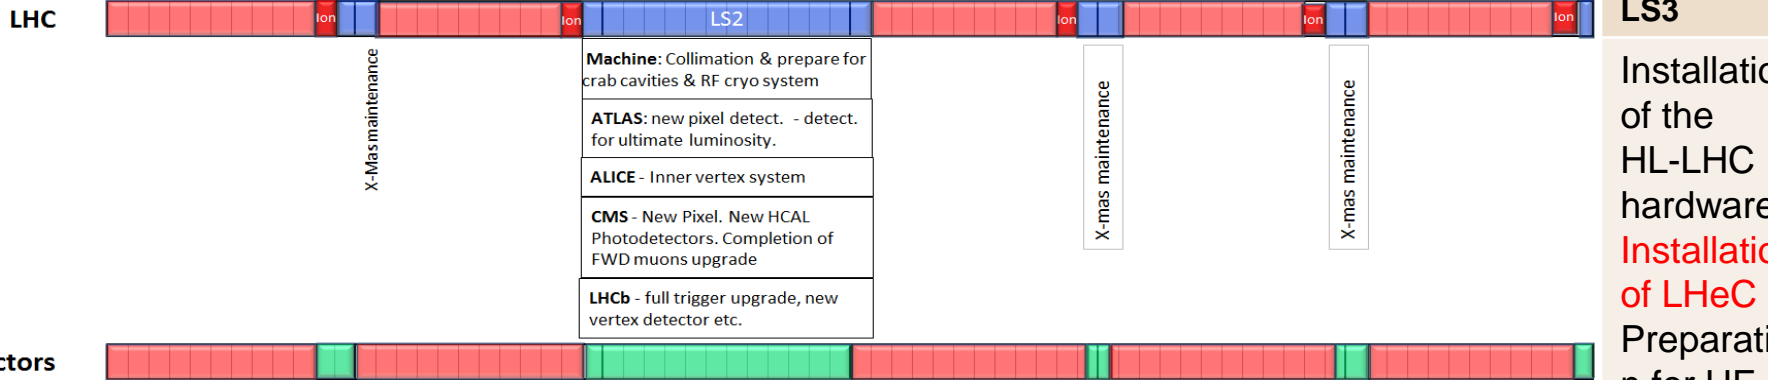 LHC
Ion
Ion
LS2
Ion
Ion
Ion
X-Mas maintenance
Machine: Collimation & prepare for
crab cavities & RF cryo system
ATLAS: new pixel detect. - detect.
for ultimate luminosity.
ALICE - Inner vertex system
CMS - New Pixel. New HCAL
Photodetectors. Completion of
FWD muons upgrade
LHCb - full trigger upgrade, new
vertex detector etc.
X-mas maintenance
X-mas maintenance
ctors
LS3
Installatio
of the
HL-LHC
hardware
Installatio
of LHeC
Preparati
n for HE